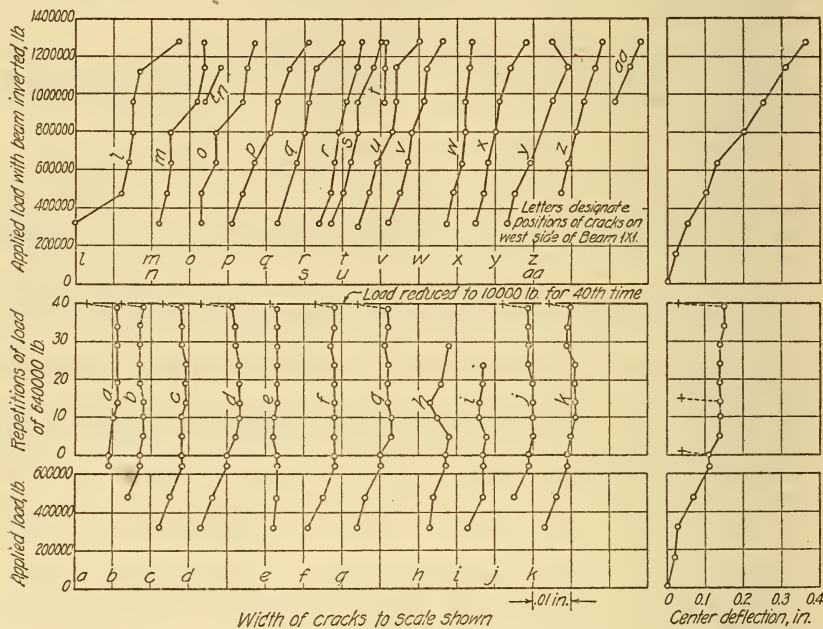 Applied load with beam inverted, lb.
1400000
1200000
1000000
800000
600000
400000
200000
0
l
m
n
o
p
q
r
s
t
u
v
w
x
y
z
aa
Letters designate
positions of cracks on
west side of Beam 1X1.
l m o p q r t v w x y z
n s u aa
Load reduced to 10000 lb. for 40th time
Repetitions of load
of 640000 lb.
40
30
20
10
0
a b c d e f g h i j k
Applied load, lb.
600000
400000
200000
0
a b c d e f g h i j k
.01 in.
Width of cracks to scale shown
0 0.1 0.2 0.3 0.4
Center deflection, in.